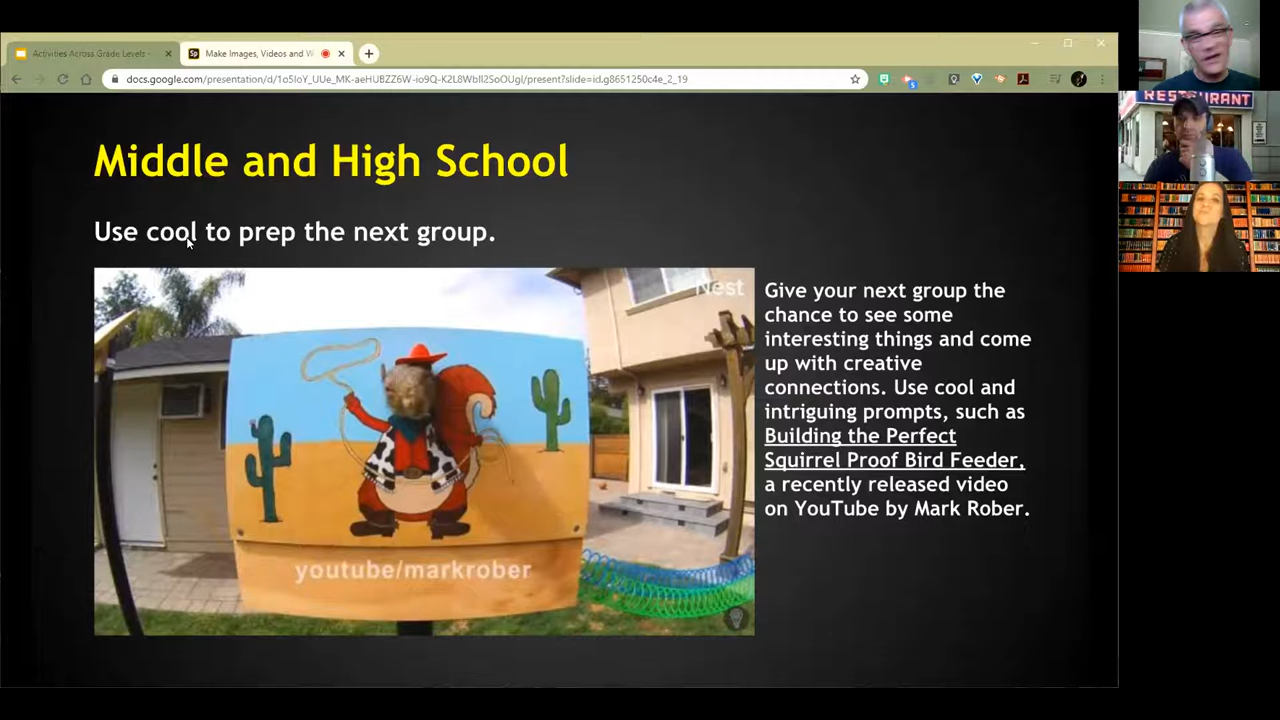 RESTAURANT
Activities Across Grade Levels -
Sp Make Images, Videos and W
docs.google.com/presentation/d/1o5IoY_UUe_MK-aeHUBZZ6W-io9Q-K2L8WbII2SoOUgI/present?slide=id.g8651250c4e_2_19
Middle and High School
Use cool to prep the next group.
Nest
youtube/markrober
Give your next group the
chance to see some
interesting things and come
up with creative
connections. Use cool and
intriguing prompts, such as
Building the Perfect
Squirrel Proof Bird Feeder,
a recently released video
on YouTube by Mark Rober.